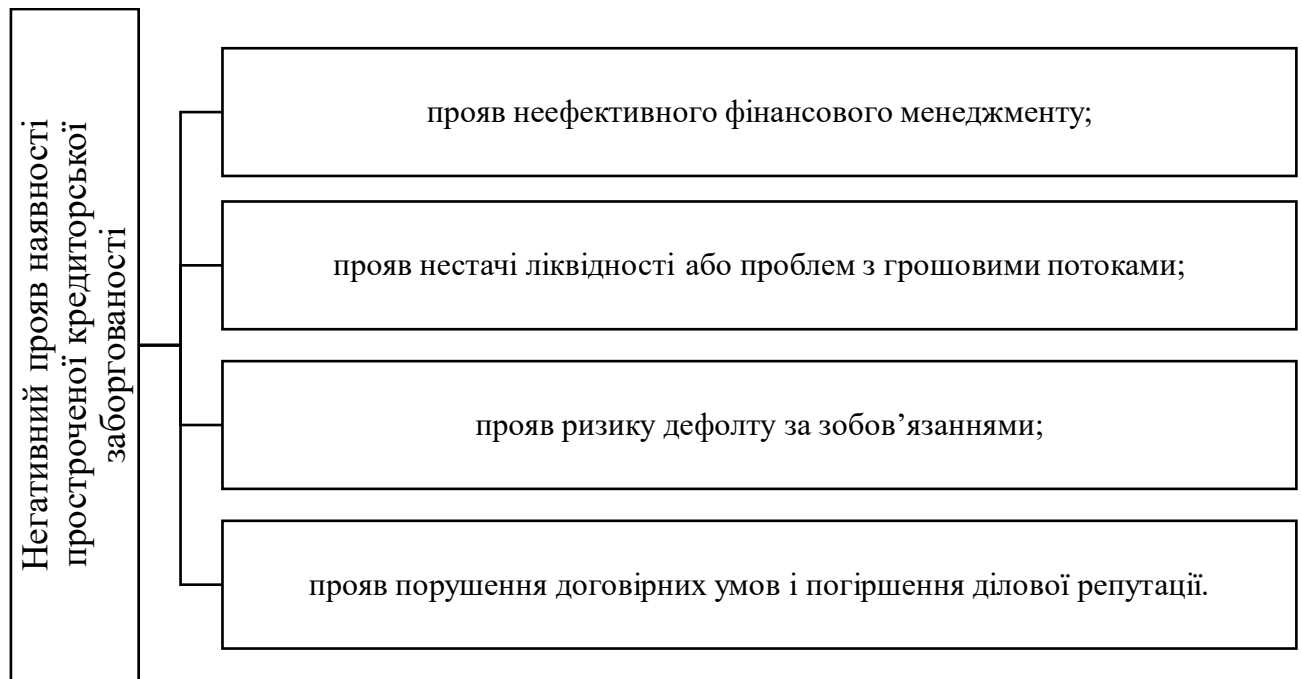 Негативний прояв наявності
простроченої кредиторської
заборгованості
прояв неефективного фінансового менеджменту;
прояв нестачі ліквідності або проблем з грошовими потоками;
прояв ризику дефолту за зобов’язаннями;
прояв порушення договірних умов і погіршення ділової репутації.